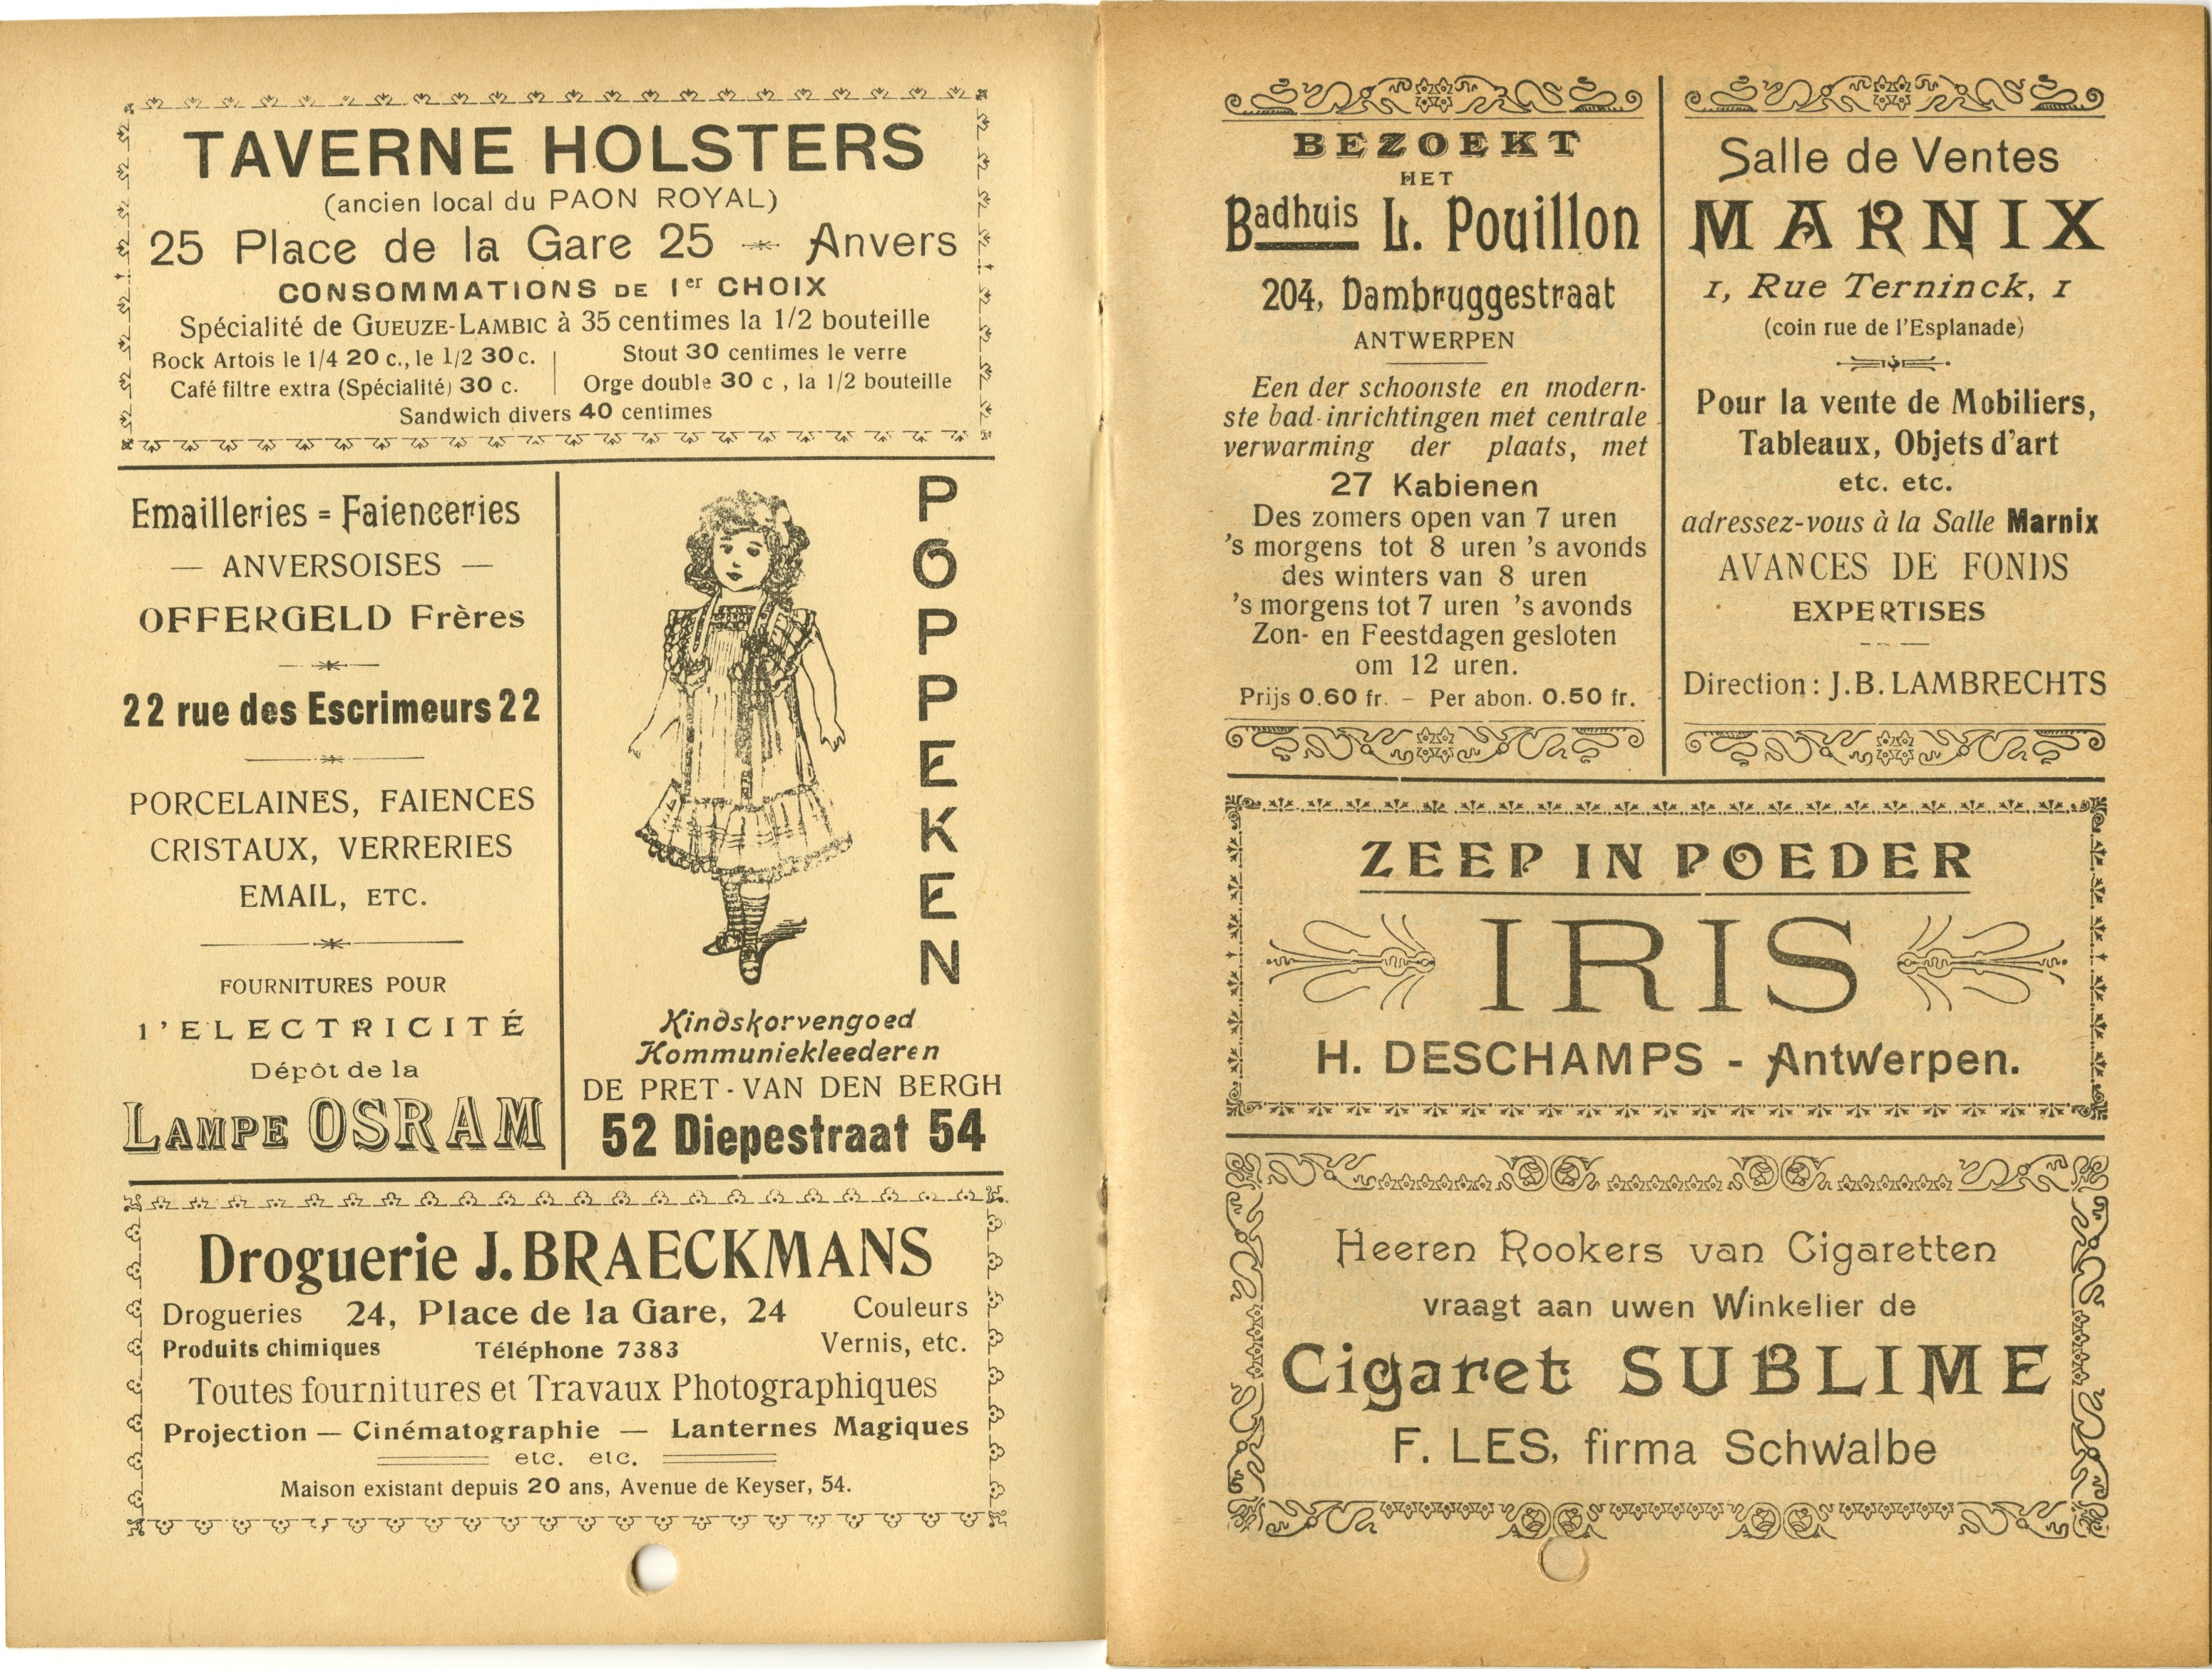 TAVERNE HOLSTERS
(ancien local du PAON ROYAL)
25 Place de la Gare 25 Anvers
CONSOMMATIONS DE 1er CHOIX
Spécialité de GUEUZE-LAMBIC à 35 centimes la 1/2 bouteille
Bock Artois le 1/4 20 c., le 1/2 30 c.
Café filtre extra (Spécialité) 30 c.
Stout 30 centimes le verre
Orge double 30 c , la 1/2 bouteille
Sandwich divers 40 centimes
Emailleries = Faienceries
— ANVERSOISES —
OFFERGELD Frères
22 rue des Escrimeurs 22
PORCELAINES, FAIENCES
CRISTAUX, VERRERIES
EMAIL, ETC.
FOURNITURES POUR
l'ELECTRICITÉ
Dépôt de la
LAMPE OSRAM
POPPEKEN
Kindskorvengoed
Kommuniekleederen
DE PRET - VAN DEN BERGH
52 Diepestraat 54
Droguerie J. BRAECKMANS
Drogueries 24, Place de la Gare, 24 Couleurs
Produits chimiques Téléphone 7383 Vernis, etc.
Toutes fournitures et Travaux Photographiques
Projection — Cinématographie — Lanternes Magiques
etc. etc.
Maison existant depuis 20 ans, Avenue de Keyser, 54.
BEZOEKT
HET
Badhuis L. Pouillon
204, Dambruggestraat
ANTWERPEN
Een der schoonste en modern-
ste bad-inrichtingen met centrale
verwarming der plaats, met
27 Kabienen
Des zomers open van 7 uren
's morgens tot 8 uren 's avonds
des winters van 8 uren
's morgens tot 7 uren 's avonds
Zon- en Feestdagen gesloten
om 12 uren.
Prijs 0.60 fr. – Per abon. 0.50 fr.
Salle de Ventes
MARNIX
1, Rue Terninck, 1
(coin rue de l'Esplanade)
Pour la vente de Mobiliers,
Tableaux, Objets d'art
etc. etc.
adressez-vous à la Salle Marnix
AVANCES DE FONDS
EXPERTISES
Direction : J. B. LAMBRECHTS
ZEEP IN POEDER
IRIS
H. DESCHAMPS - Antwerpen.
Heeren Rookers van Cigaretten
vraagt aan uwen Winkelier de
Cigaret SUBLIME
F. LES, firma Schwalbe